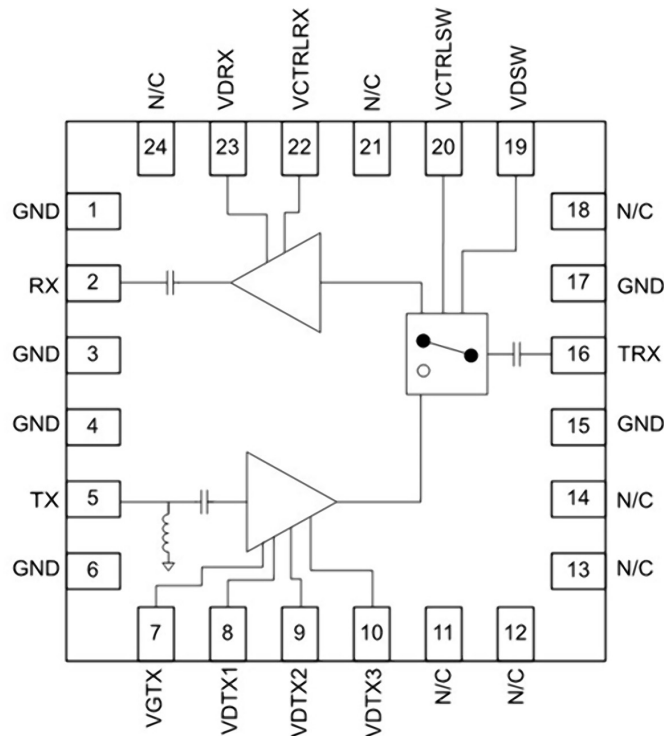 N/C
VDRX
VCTRLRX
N/C
VCTRLSW
VDSW
24
23
22
21
20
19
GND
1
18
N/C
RX
2
17
GND
GND
3
16
TRX
GND
4
15
GND
TX
5
14
N/C
GND
6
13
N/C
7
8
9
10
11
12
VGTX
VDTX1
VDTX2
VDTX3
N/C
N/C